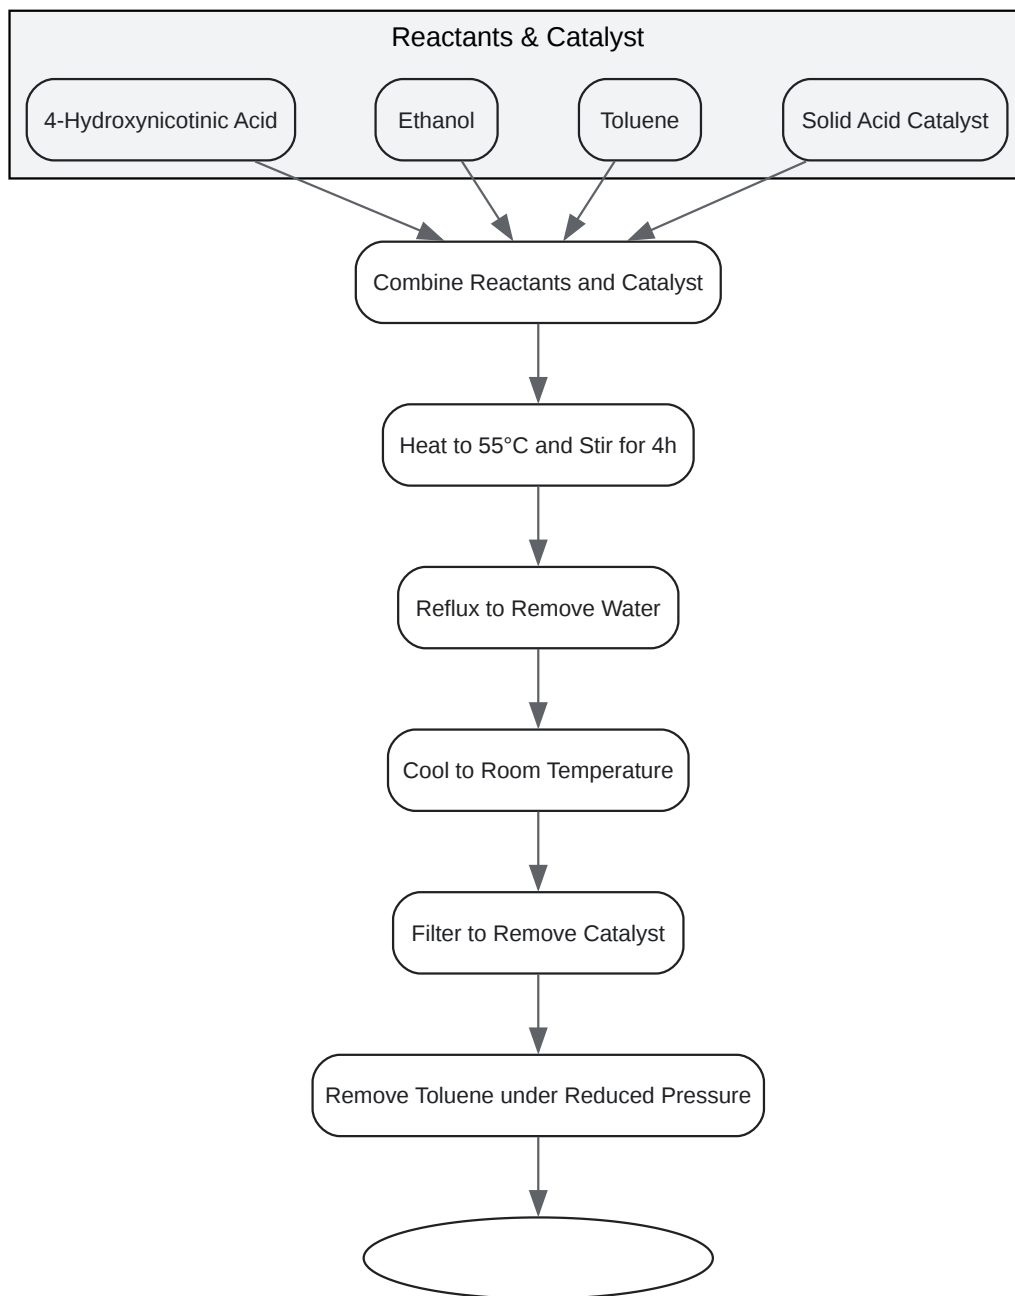 Reactants & Catalyst
4-Hydroxynicotinic Acid
Ethanol
Toluene
Solid Acid Catalyst
Combine Reactants and Catalyst
Heat to 55°C and Stir for 4h
Reflux to Remove Water
Cool to Room Temperature
Filter to Remove Catalyst
Remove Toluene under Reduced Pressure